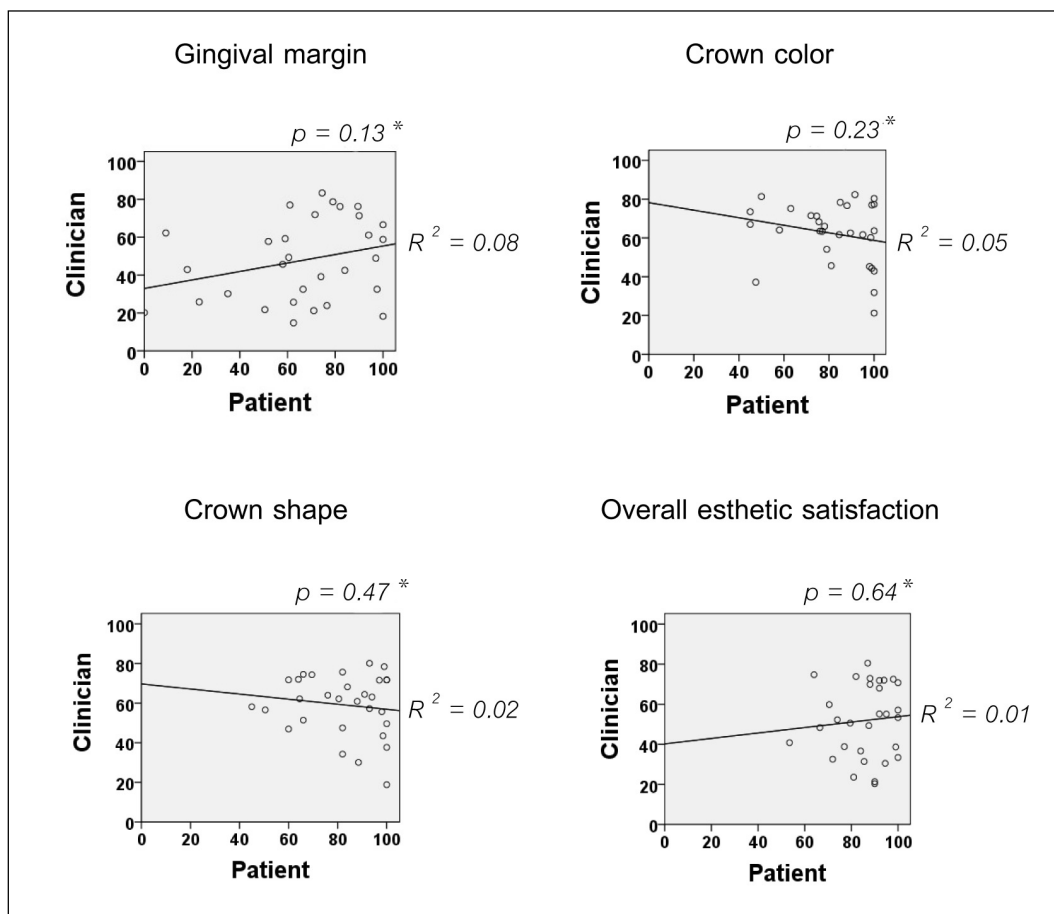 Gingival margin
p = 0.13 *
100
80
60
40
20
0
Clinician
R 2 = 0.08
0 20 40 60 80 100
Patient
Crown color
p = 0.23 *
100
80
60
40
20
0
Clinician
R 2 = 0.05
0 20 40 60 80 100
Patient
Crown shape
p = 0.47 *
100
80
60
40
20
0
Clinician
R 2 = 0.02
0 20 40 60 80 100
Patient
Overall esthetic satisfaction
p = 0.64 *
100
80
60
40
20
0
Clinician
R 2 = 0.01
0 20 40 60 80 100
Patient